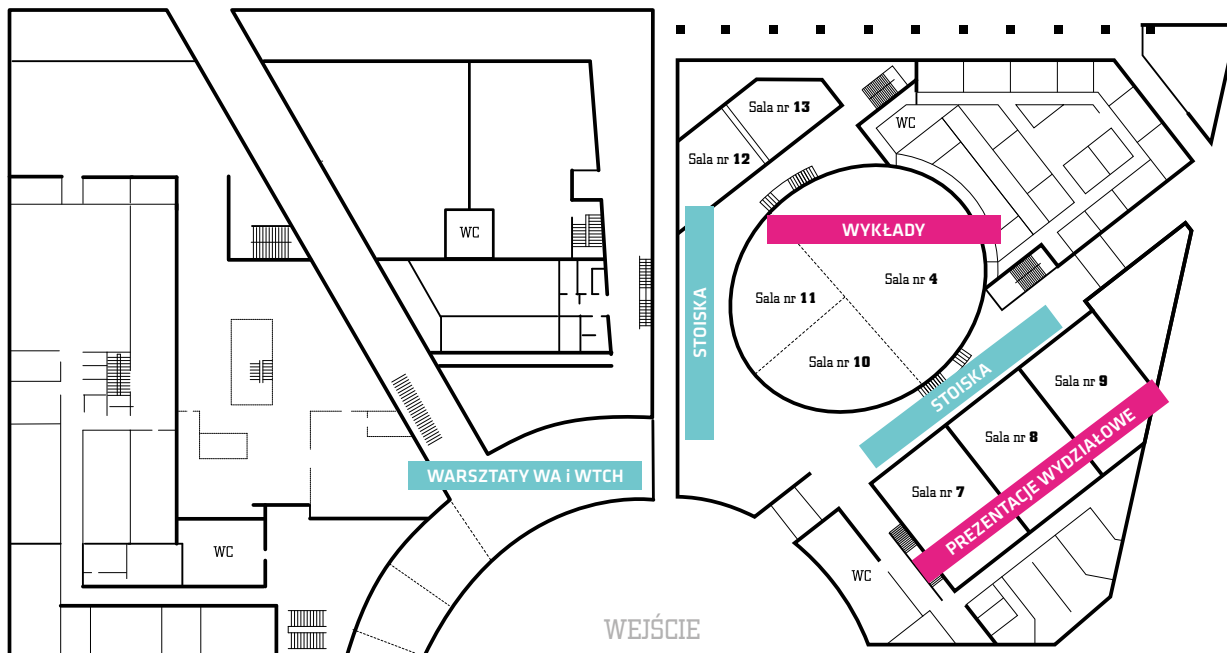 Sala nr 13
WC
Sala nr 12
WYKŁADY
WC
Sala nr 4
Sala nr 11
STOISKA
Sala nr 10
STOISKA
Sala nr 9
Sala nr 8
WARSZTATY WA i WTCH
Sala nr 7
PREZENTACJE WYDZIAŁOWE
WC
WC
WEJŚCIE